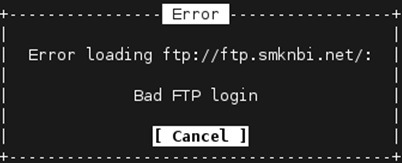 Error
Error loading ftp://ftp.smknbi.net/:
Bad FTP login
[ Cancel ]